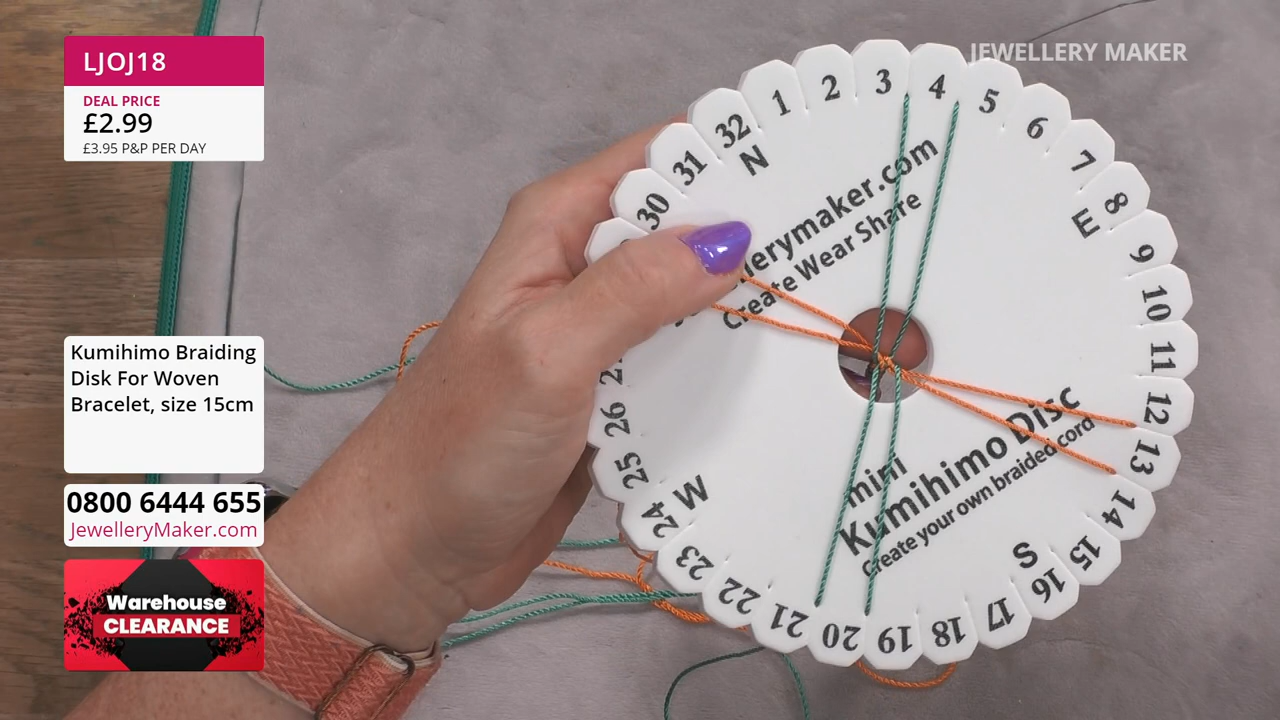 LJOJ18
DEAL PRICE
£2.99
£3.95 P&P PER DAY
Kumihimo Braiding
Disk For Woven
Bracelet, size 15cm
0800 6444 655
JewelleryMaker.com
Warehouse
CLEARANCE
JEWELLERY MAKER
1 2 3 4 5 6 7 8 9 10 11 12 13 14 15 16 17 18 19 20 21 22 23 24 25 26 30 31 32
N
E
S
W
lerymaker.com
Create Wear Share
mini
Kumihimo Disc
Create your own braided cord